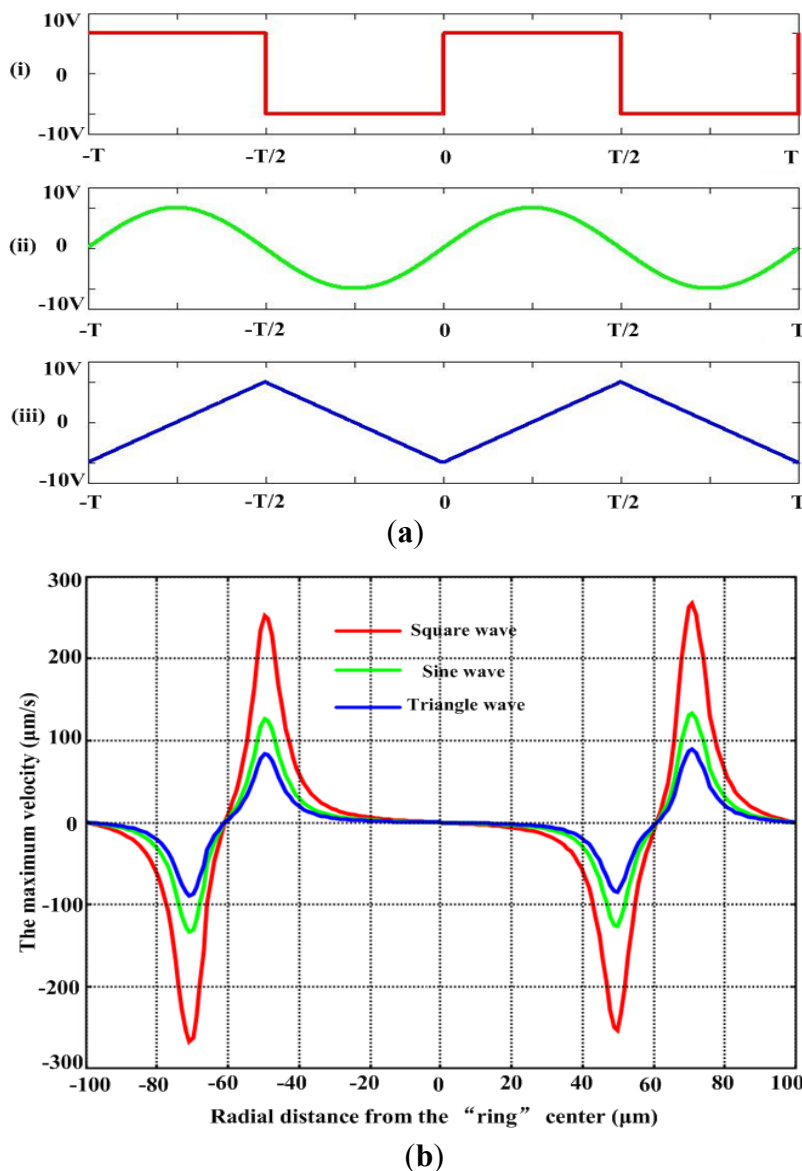 10V
(i) 0
-10V
-T -T/2 0 T/2 T
10V
(ii) 0
-10V
-T -T/2 0 T/2 T
10V
(iii) 0
-10V
-T -T/2 0 T/2 T
(a)
300
Square wave
200
Sine wave
Triangle wave
100
0
-100
-200
-300
The maximum velocity (μm/s)
-100 -80 -60 -40 -20 0 20 40 60 80 100
Radial distance from the “ring” center (μm)
(b)